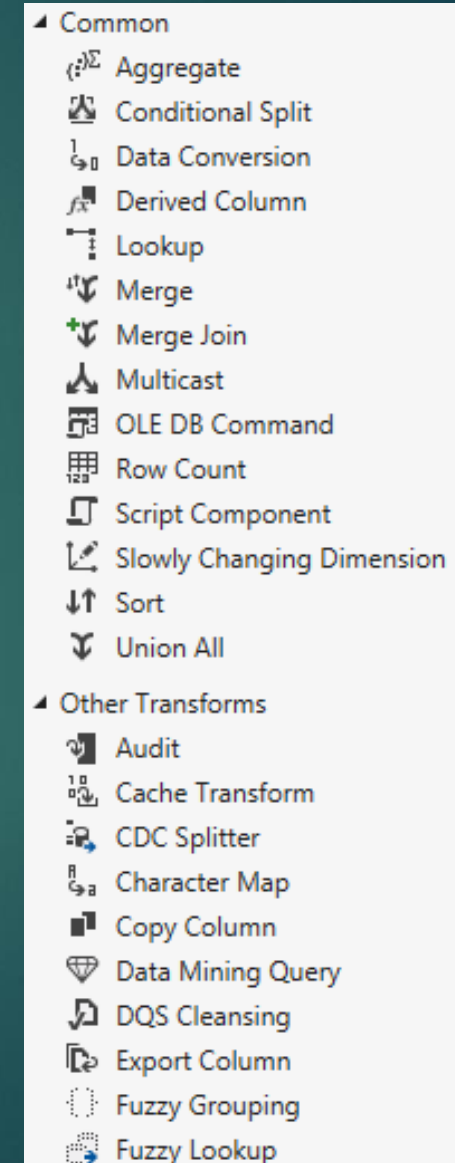 Common
Aggregate
Conditional Split
Data Conversion
Derived Column
Lookup
Merge
Merge Join
Multicast
OLE DB Command
Row Count
Script Component
Slowly Changing Dimension
Sort
Union All
Other Transforms
Audit
Cache Transform
CDC Splitter
Character Map
Copy Column
Data Mining Query
DQS Cleansing
Export Column
Fuzzy Grouping
Fuzzy Lookup